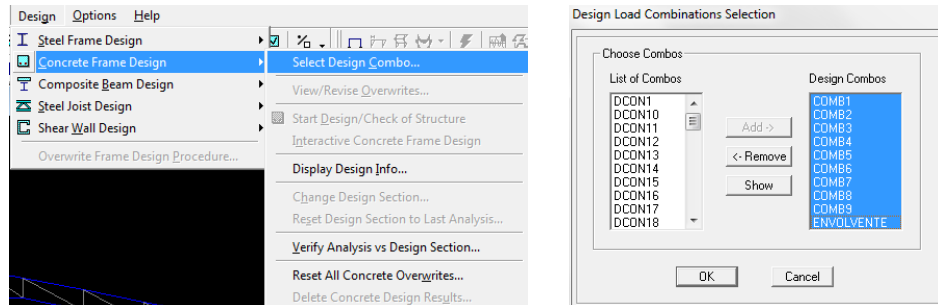 Design Options Help
Steel Frame Design
Concrete Frame Design
Composite Beam Design
Steel Joist Design
Shear Wall Design
Overwrite Frame Design Procedure...
Select Design Combo...
View/Revise Overwrites...
Start Design/Check of Structure
Interactive Concrete Frame Design
Display Design Info...
Change Design Section...
Reset Design Section to Last Analysis...
Verify Analysis vs Design Section...
Reset All Concrete Overwrites...
Delete Concrete Design Results...
Design Load Combinations Selection
Choose Combos
List of Combos
DCON1
DCON10
DCON11
DCON12
DCON13
DCON14
DCON15
DCON16
DCON17
DCON18
Add ->
<- Remove
Show
Design Combos
COMB1
COMB2
COMB3
COMB4
COMB5
COMB6
COMB7
COMB8
COMB9
ENVOLVENTE
OK
Cancel